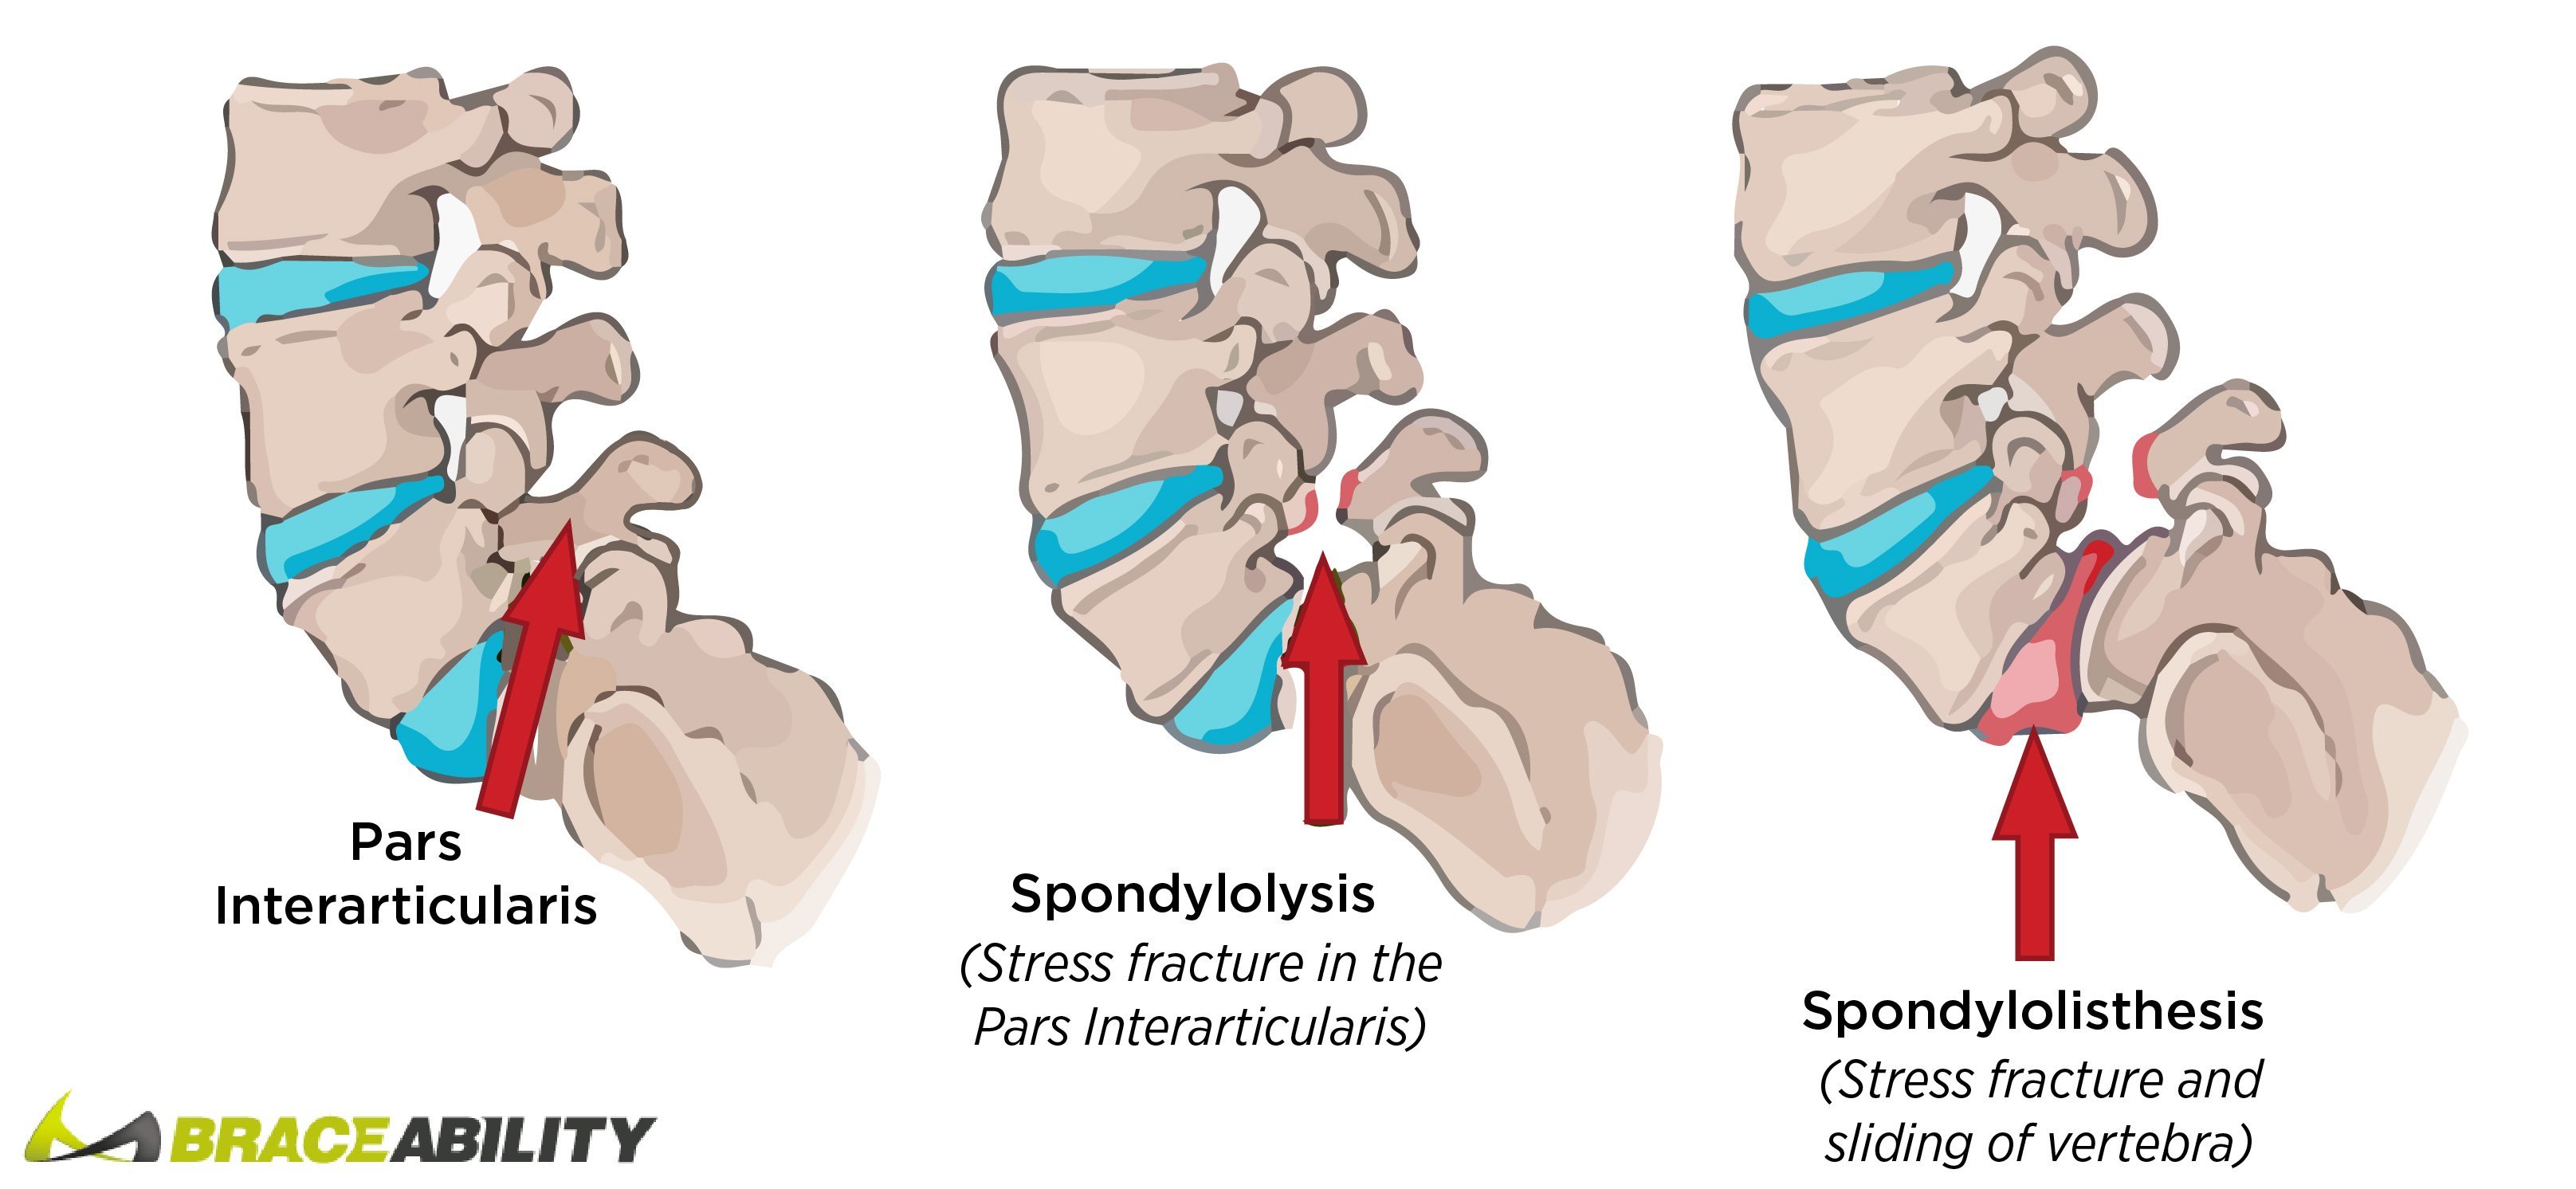 Pars
Interarticularis
Spondylolysis
(Stress fracture in the
Pars Interarticularis)
Spondylolisthesis
(Stress fracture and
sliding of vertebra)
BRACEABILITY